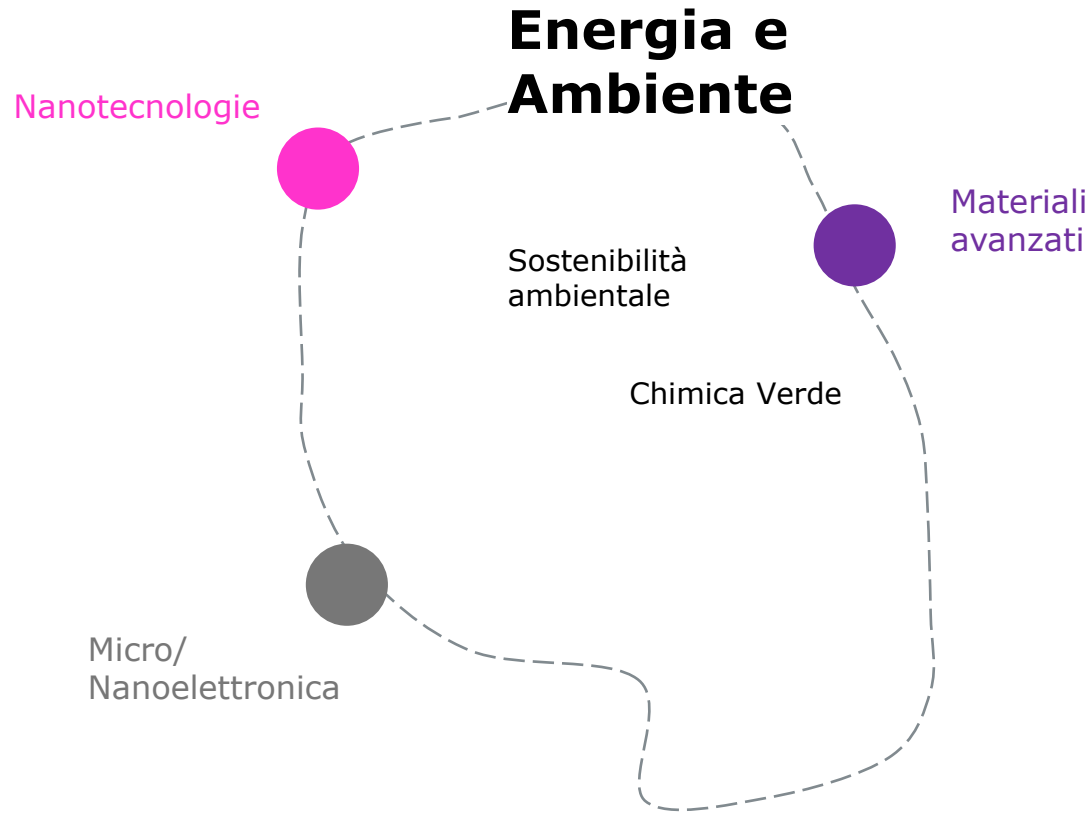 Energia e
Ambiente
Nanotecnologie
Materiali
avanzati
Sostenibilità
ambientale
Chimica Verde
Micro/
Nanoelettronica